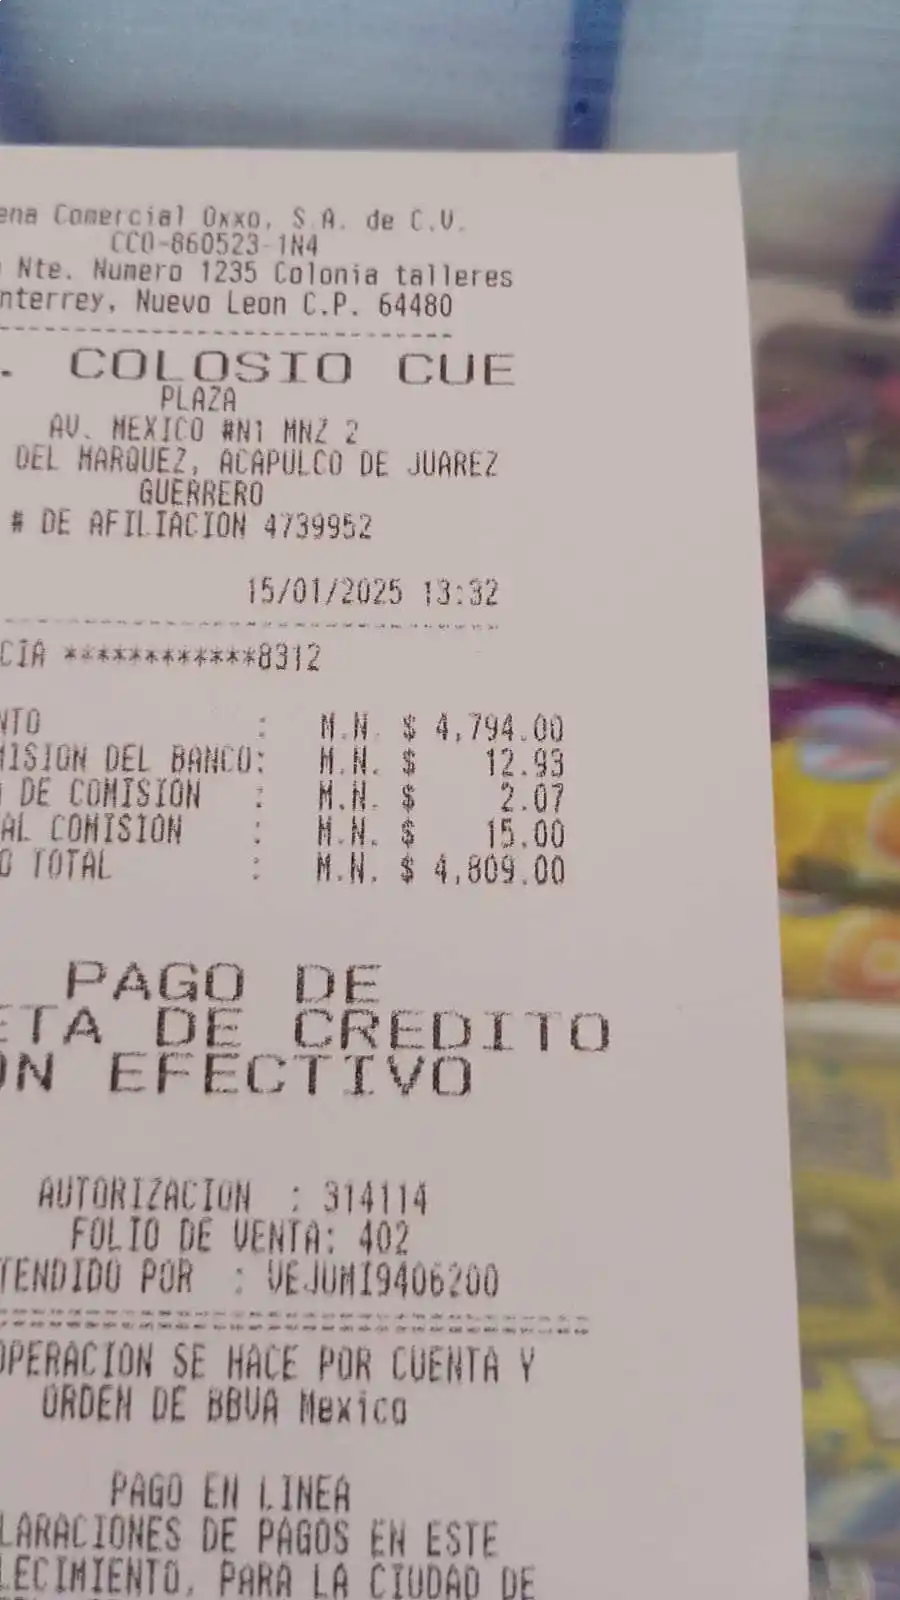 ena Comercial Oxxo, S.A. de C.V.
CCO-860523-1N4
Nte. Numero 1235 Colonia talleres
nterrey, Nuevo Leon C.P. 64480
. COLOSIO CUE
PLAZA
AV. MEXICO #N1 MNZ 2
DEL MARQUEZ, ACAPULCO DE JUAREZ
GUERRERO
# DE AFILIACION 4739952
15/01/2025 13:32
CIA ************8312
NTO : M.N. $ 4,794.00
MISION DEL BANCO: M.N. $ 12.93
DE COMISION : M.N. $ 2.07
AL COMISION : M.N. $ 15.00
O TOTAL : M.N. $ 4,809.00
PAGO DE
ETA DE CREDITO
ON EFECTIVO
AUTORIZACION : 314114
FOLIO DE VENTA: 402
TENDIDO POR : VEJUMI9406200
OPERACION SE HACE POR CUENTA Y
ORDEN DE BBVA Mexico
PAGO EN LINEA
LARACIONES DE PAGOS EN ESTE
LECIMIENTO, PARA LA CIUDAD DE